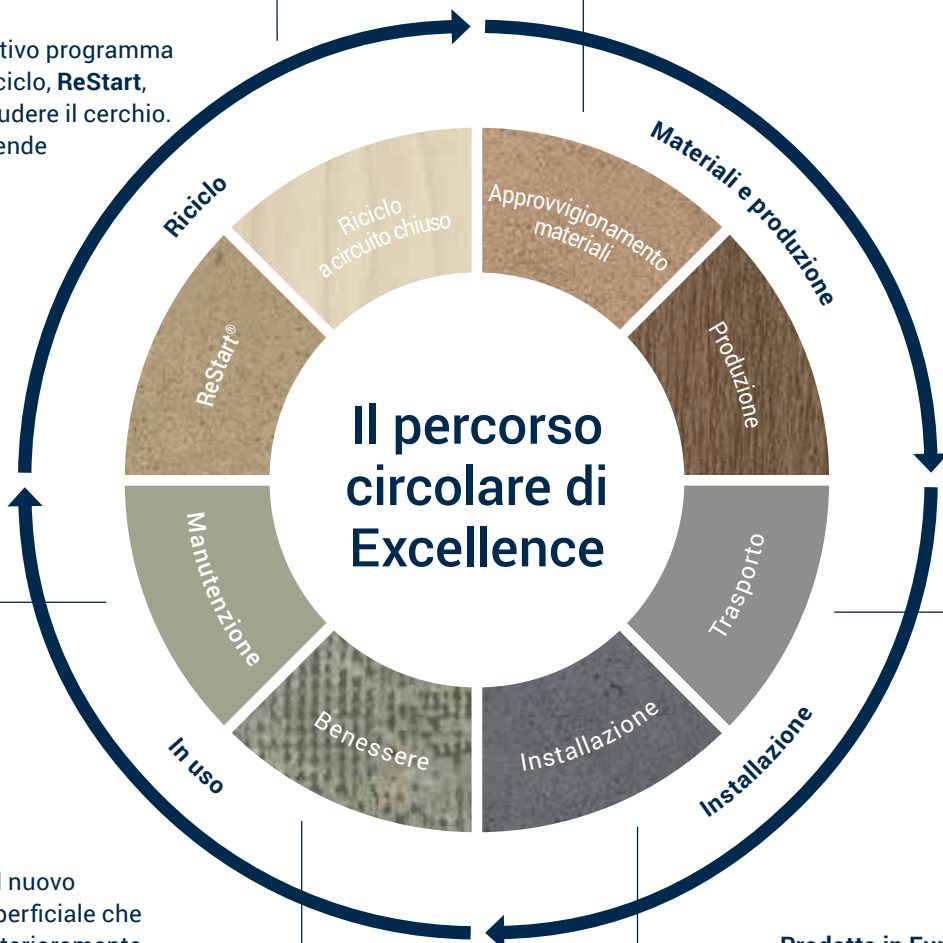 tivo programma
ciclo, ReStart,
udere il cerchio.
ende
Riciclo
Materiali e produzione
Riciclo
a circuito chiuso
Approvvigionamento
materiali
ReStart®
Produzione
Il percorso
circolare di
Excellence
Manutenzione
Trasporto
Benessere
Installazione
In uso
Installazione
l nuovo
perficiale che